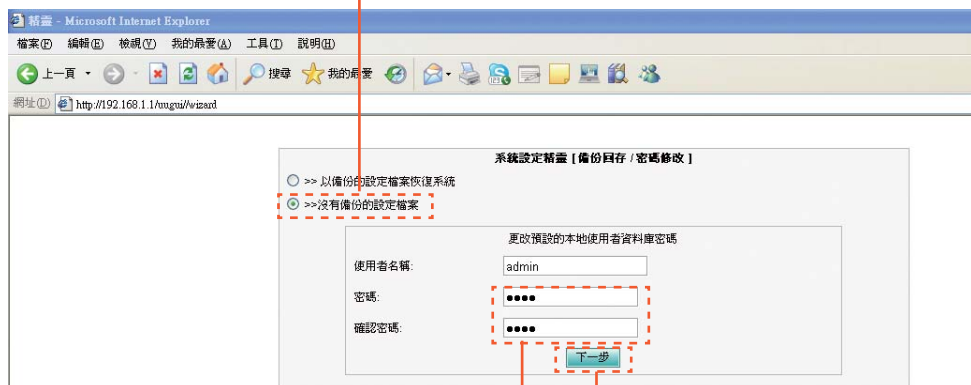 精靈 - Microsoft Internet Explorer
檔案(F) 編輯(E) 檢視(V) 我的最愛(A) 工具(T) 說明(H)
上一頁 搜尋 我的最愛
網址(D) http://192.168.1.1/uugui//wizard
系統設定精靈 [ 備份回存 / 密碼修改 ]
>> 以備份的設定檔案恢復系統
>>沒有備份的設定檔案
更改預設的本地使用者資料庫密碼
使用者名稱: admin
密碼: ●●●●
確認密碼: ●●●●
下一步